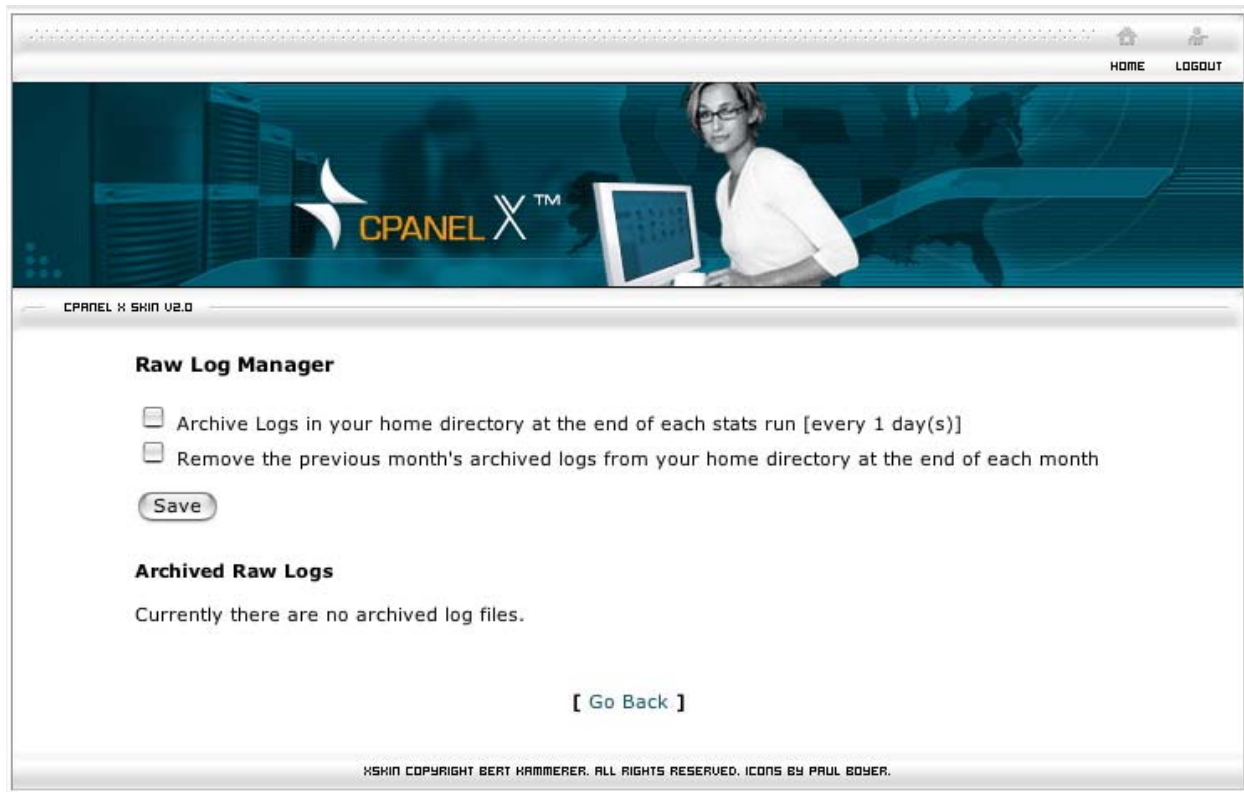 HOME LOGOUT
CPANEL X ™
CPANEL X SKIN V2.0
Raw Log Manager
Archive Logs in your home directory at the end of each stats run [every 1 day(s)]
Remove the previous month's archived logs from your home directory at the end of each month
Save
Archived Raw Logs
Currently there are no archived log files.
[ Go Back ]
XSKIN COPYRIGHT BERT KAMMERER. ALL RIGHTS RESERVED. ICONS BY PAUL BOYER.